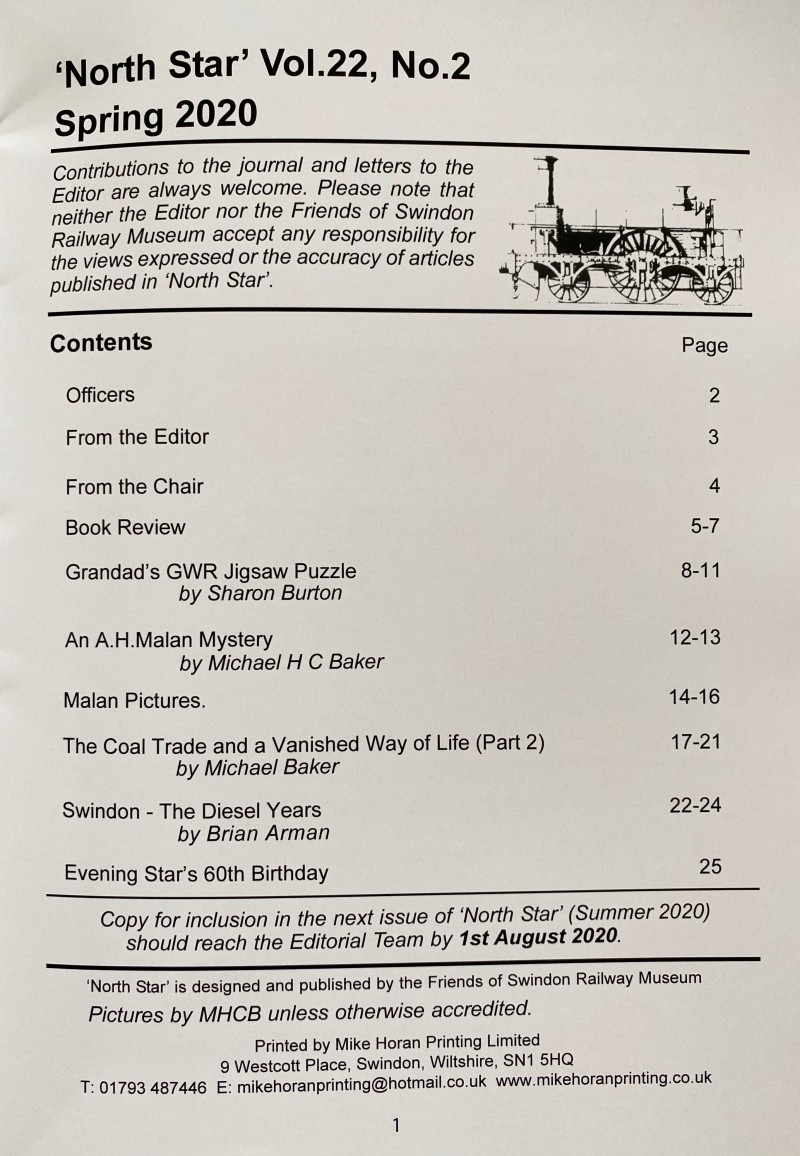 ‘North Star’ Vol.22, No.2
Spring 2020
Contributions to the journal and letters to the
Editor are always welcome. Please note that
neither the Editor nor the Friends of Swindon
Railway Museum accept any responsibility for
the views expressed or the accuracy of articles
published in ‘North Star’.
Contents Page
Officers 2
From the Editor 3
From the Chair 4
Book Review 5-7
Grandad’s GWR Jigsaw Puzzle 8-11
by Sharon Burton
An A.H.Malan Mystery 12-13
by Michael H C Baker
Malan Pictures. 14-16
The Coal Trade and a Vanished Way of Life (Part 2) 17-21
by Michael Baker
Swindon - The Diesel Years 22-24
by Brian Arman
Evening Star’s 60th Birthday 25
Copy for inclusion in the next issue of ‘North Star’ (Summer 2020)
should reach the Editorial Team by 1st August 2020.
‘North Star’ is designed and published by the Friends of Swindon Railway Museum
Pictures by MHCB unless otherwise accredited.
Printed by Mike Horan Printing Limited
9 Westcott Place, Swindon, Wiltshire, SN1 5HQ
T: 01793 487446 E: mikehoranprinting@hotmail.co.uk www.mikehoranprinting.co.uk
1